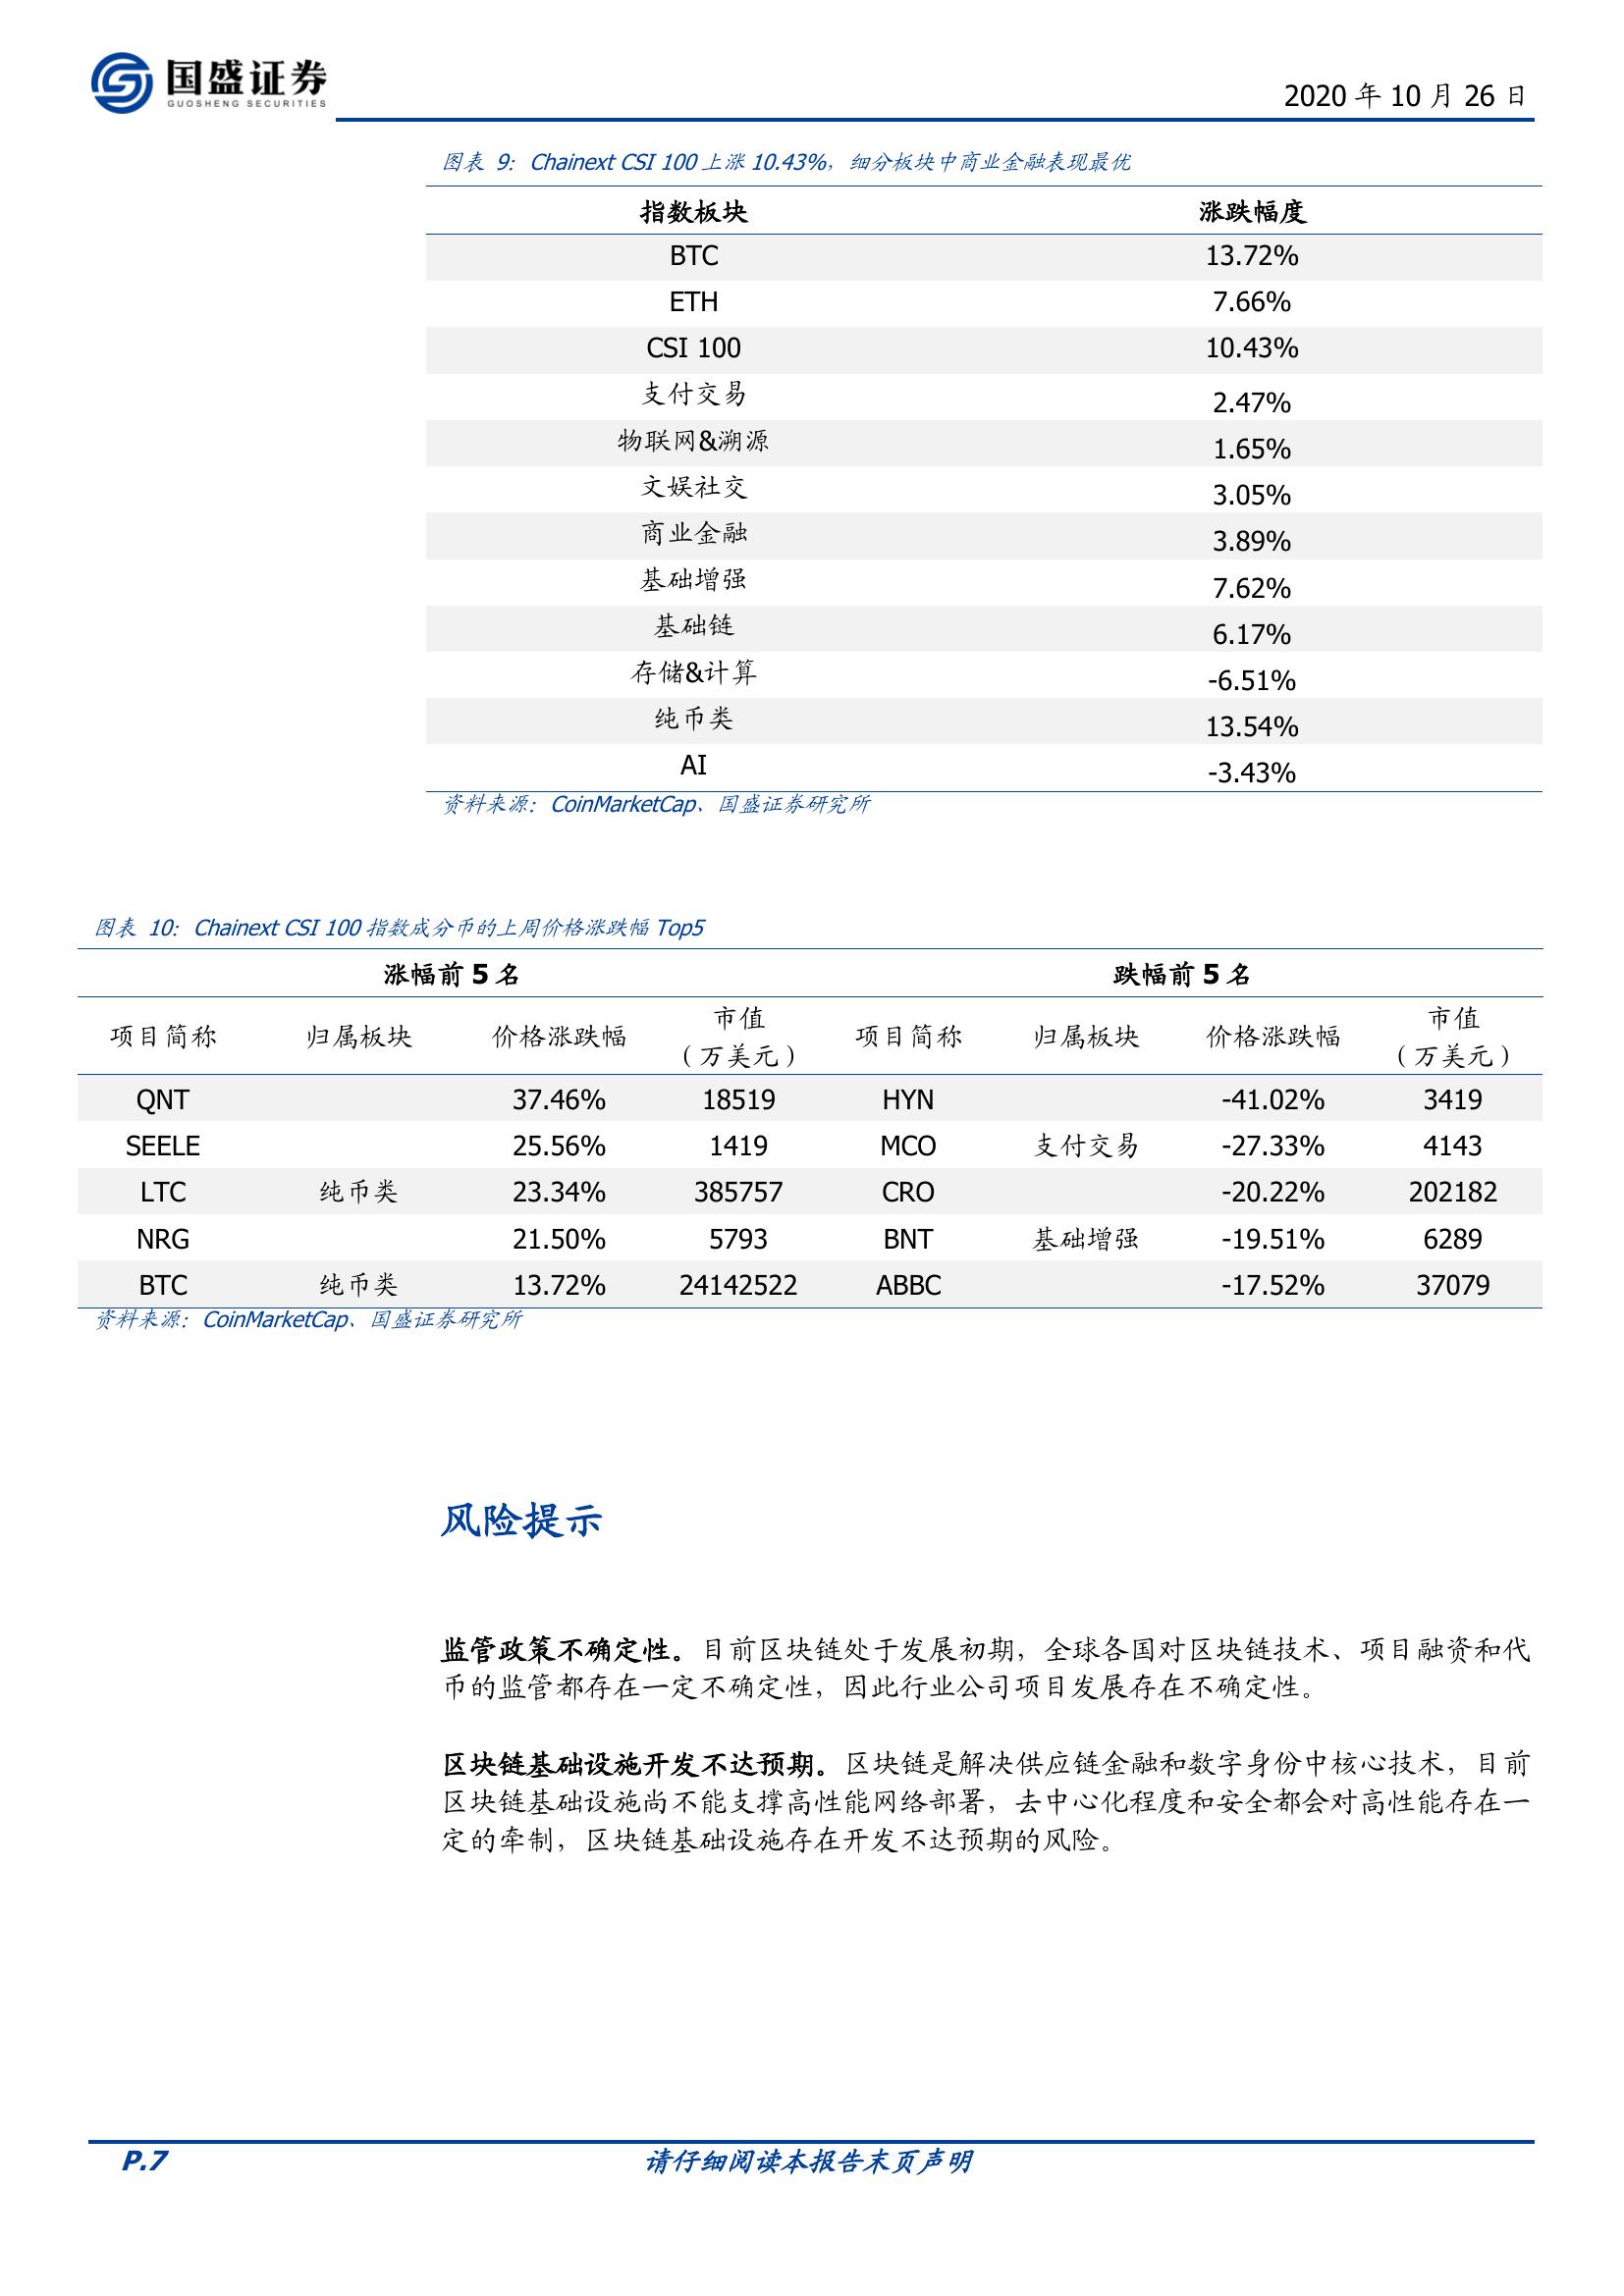 国盛证券
GUOSHENG SECURITIES
2020 年 10 月 26 日
图表 9：Chainext CSI 100 上涨 10.43%，细分板块中商业金融表现最优
指数板块 涨跌幅度
BTC 13.72%
ETH 7.66%
CSI 100 10.43%
支付交易 2.47%
物联网&溯源 1.65%
文娱社交 3.05%
商业金融 3.89%
基础增强 7.62%
基础链 6.17%
存储&计算 -6.51%
纯币类 13.54%
AI -3.43%
资料来源：CoinMarketCap、国盛证券研究所
图表 10：Chainext CSI 100 指数成分币的上周价格涨跌幅 Top5
涨幅前 5 名 跌幅前 5 名
项目简称 归属板块 价格涨跌幅 市值（万美元） 项目简称 归属板块 价格涨跌幅 市值（万美元）
QNT 37.46% 18519 HYN -41.02% 3419
SEELE 25.56% 1419 MCO 支付交易 -27.33% 4143
LTC 纯币类 23.34% 385757 CRO -20.22% 202182
NRG 21.50% 5793 BNT 基础增强 -19.51% 6289
BTC 纯币类 13.72% 24142522 ABBC -17.52% 37079
资料来源：CoinMarketCap、国盛证券研究所
风险提示
监管政策不确定性。目前区块链处于发展初期，全球各国对区块链技术、项目融资和代
币的监管都存在一定不确定性，因此行业公司项目发展存在不确定性。
区块链基础设施开发不达预期。区块链是解决供应链金融和数字身份中核心技术，目前
区块链基础设施尚不能支撑高性能网络部署，去中心化程度和安全都会对高性能存在一
定的牵制，区块链基础设施存在开发不达预期的风险。
P.7 请仔细阅读本报告末页声明